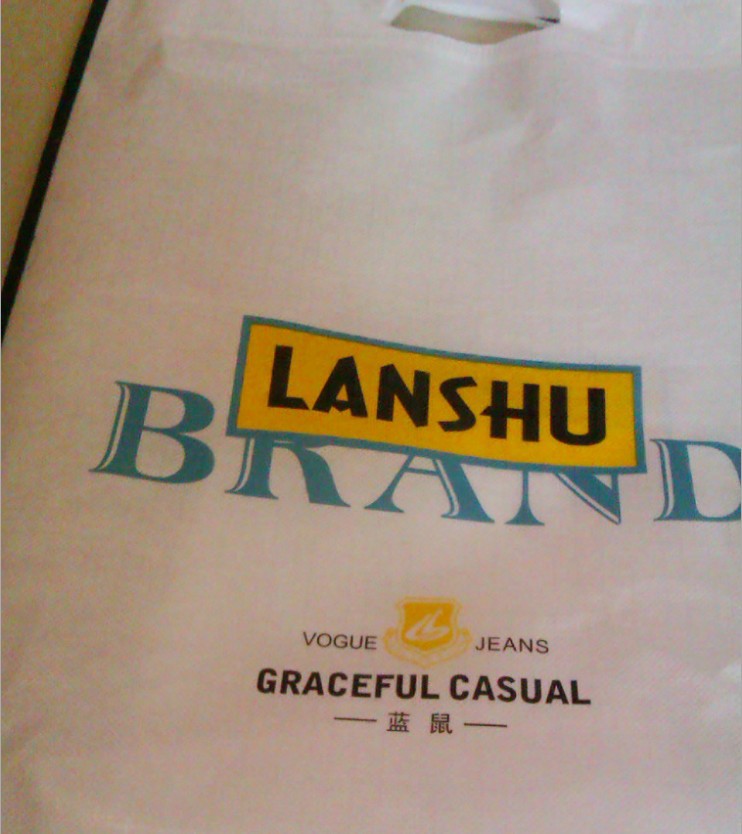 LANSHU
BRAND
VOGUE JEANS
GRACEFUL CASUAL
蓝 鼠